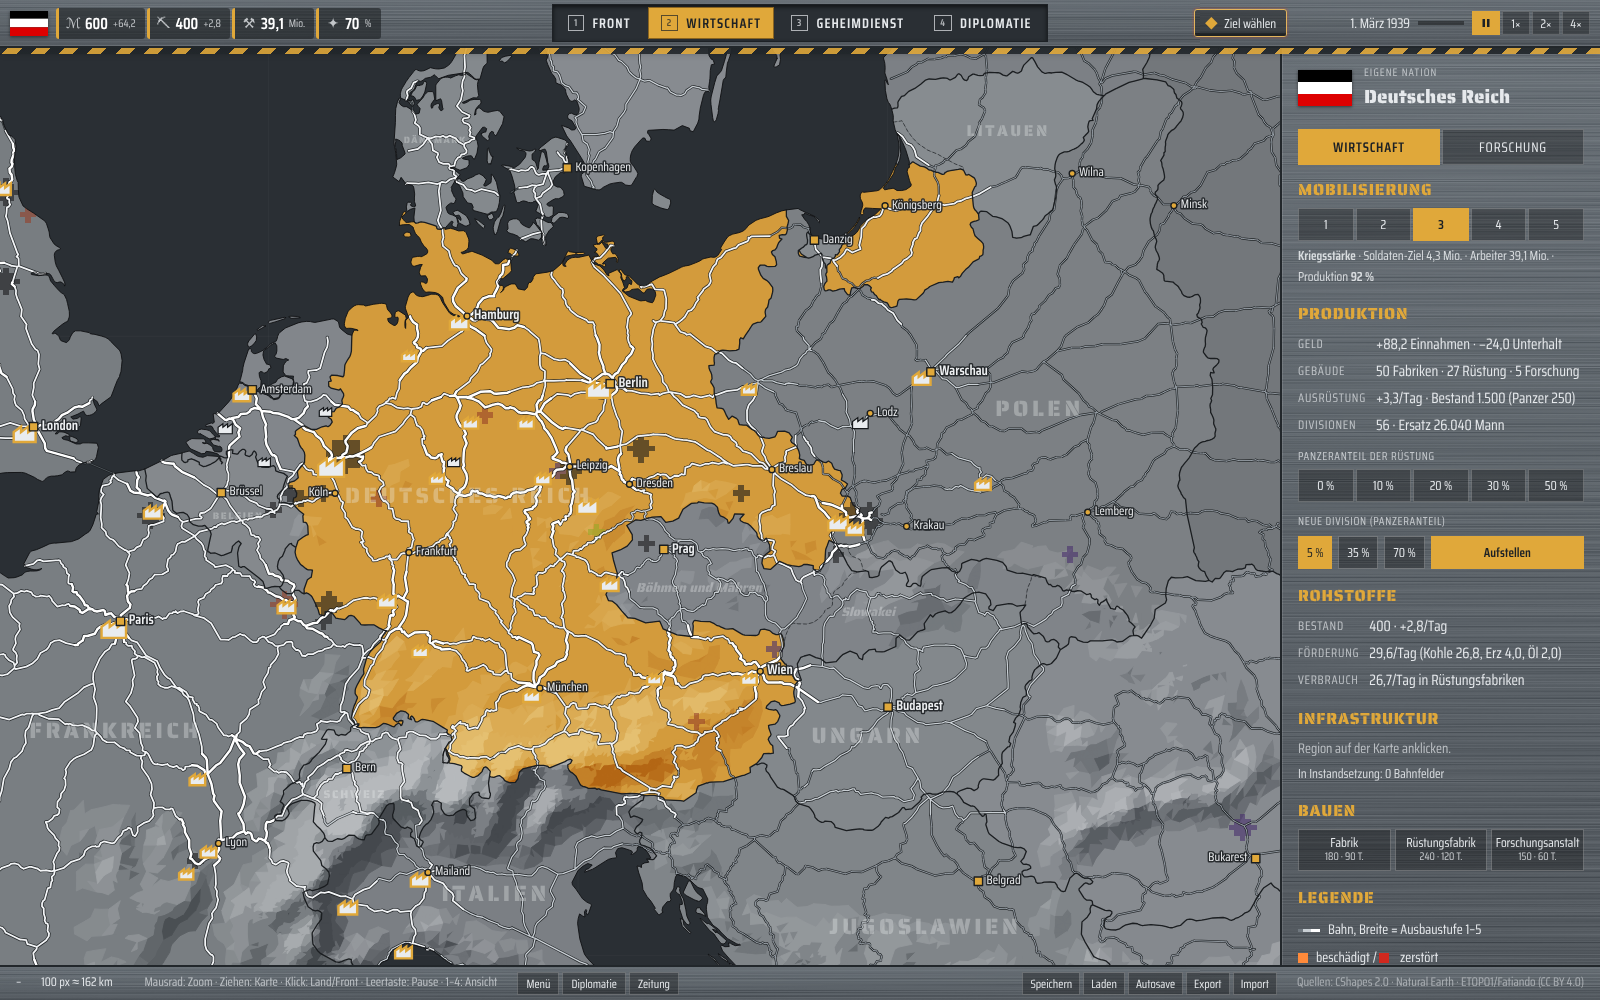 600 +64,2
400 +2,8
39,1 Mio.
70 %
1 FRONT
2 WIRTSCHAFT
3 GEHEIMDIENST
4 DIPLOMATIE
Ziel wählen
1. März 1939
1×
2×
4×
EIGENE NATION
Deutsches Reich
WIRTSCHAFT
FORSCHUNG
MOBILISIERUNG
1 2 3 4 5
Kriegsstärke · Soldaten-Ziel 4,3 Mio. · Arbeiter 39,1 Mio. ·
Produktion 92 %
PRODUKTION
GELD +88,2 Einnahmen · −24,0 Unterhalt
GEBÄUDE 50 Fabriken · 27 Rüstung · 5 Forschung
AUSRÜSTUNG +3,3/Tag · Bestand 1.500 (Panzer 250)
DIVISIONEN 56 · Ersatz 26.040 Mann
PANZERANTEIL DER RÜSTUNG
0 % 10 % 20 % 30 % 50 %
NEUE DIVISION (PANZERANTEIL)
5 % 35 % 70 % Aufstellen
ROHSTOFFE
BESTAND 400 · +2,8/Tag
FÖRDERUNG 29,6/Tag (Kohle 26,8, Erz 4,0, Öl 2,0)
VERBRAUCH 26,7/Tag in Rüstungsfabriken
INFRASTRUKTUR
Region auf der Karte anklicken.
In Instandsetzung: 0 Bahnfelder
BAUEN
Fabrik
180 · 90 T.
Rüstungsfabrik
240 · 120 T.
Forschungsanstalt
150 · 60 T.
LEGENDE
Bahn, Breite = Ausbaustufe 1–5
beschädigt / zerstört
DÄNEMARK
Kopenhagen
LITAUEN
Wilna
Minsk
Königsberg
Danzig
Hamburg
Berlin
Warschau
Amsterdam
POLEN
Lodz
London
Leipzig
Breslau
Dresden
Köln
DEUTSCHES REICH
Brüssel
BELGIEN
Lemberg
Krakau
Frankfurt
Prag
Böhmen und Mähren
Slowakei
Paris
Wien
München
Budapest
FRANKREICH
UNGARN
Bern
SCHWEIZ
Lyon
Mailand
ITALIEN
Bukarest
Belgrad
JUGOSLAWIEN
– 100 px ≈ 162 km
Mausrad: Zoom · Ziehen: Karte · Klick: Land/Front · Leertaste: Pause · 1–4: Ansicht
Menü
Diplomatie
Zeitung
Speichern
Laden
Autosave
Export
Import
Quellen: CShapes 2.0 · Natural Earth · ETOPO1/Fatiando (CC BY 4.0)